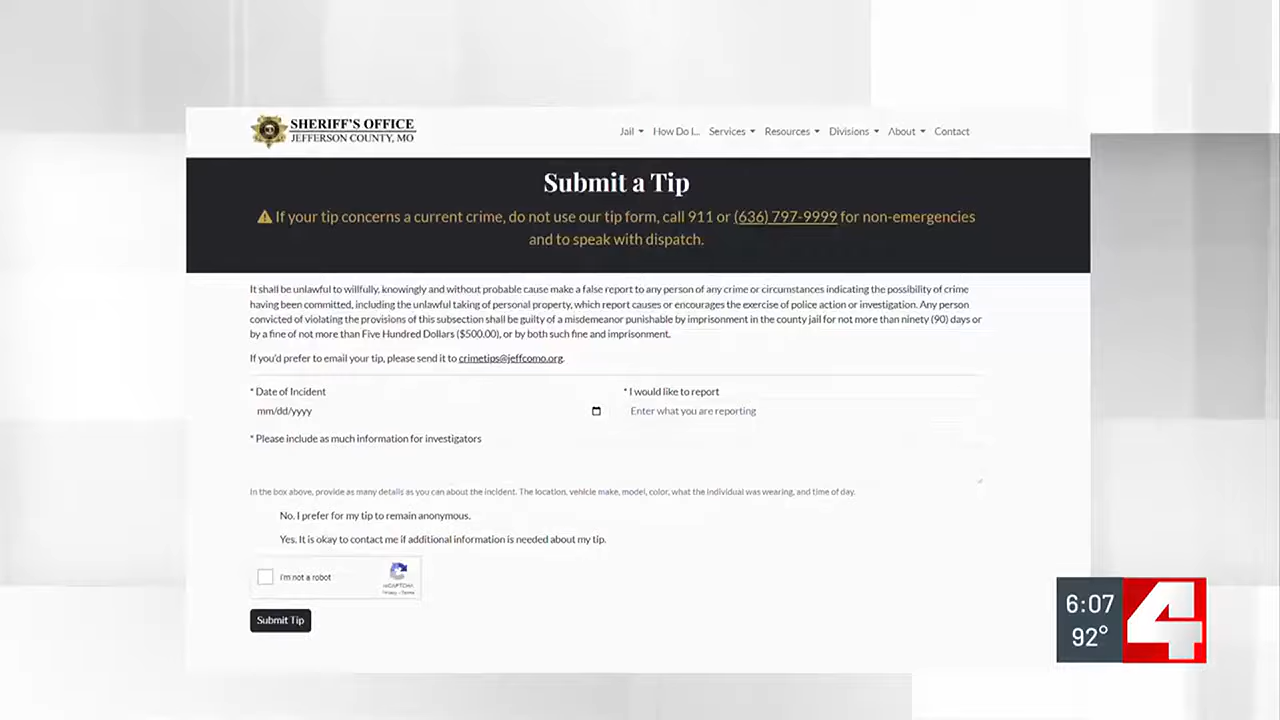 SHERIFF'S OFFICE
JEFFERSON COUNTY, MO
Jail How Do I... Services Resources Divisions About Contact
Submit a Tip
If your tip concerns a current crime, do not use our tip form, call 911 or (636) 797-9999 for non-emergencies
and to speak with dispatch.
It shall be unlawful to willfully, knowingly and without probable cause make a false report to any person of any crime or circumstances indicating the possibility of crime
having been committed, including the unlawful taking of personal property, which report causes or encourages the exercise of police action or investigation. Any person
convicted of violating the provisions of this subsection shall be guilty of a misdemeanor punishable by imprisonment in the county jail for not more than ninety (90) days or
by a fine of not more than Five Hundred Dollars ($500.00), or by both such fine and imprisonment.
If you'd prefer to email your tip, please send it to crimetips@jeffcomo.org.
* Date of Incident
* I would like to report
mm/dd/yyyy
Enter what you are reporting
* Please include as much information for investigators
In the box above, provide as many details as you can about the incident. The location, vehicle make, model, color, what the individual was wearing, and time of day.
No. I prefer for my tip to remain anonymous.
Yes. It is okay to contact me if additional information is needed about my tip.
I'm not a robot
reCAPTCHA
Privacy - Terms
Submit Tip
6:07
92°
4